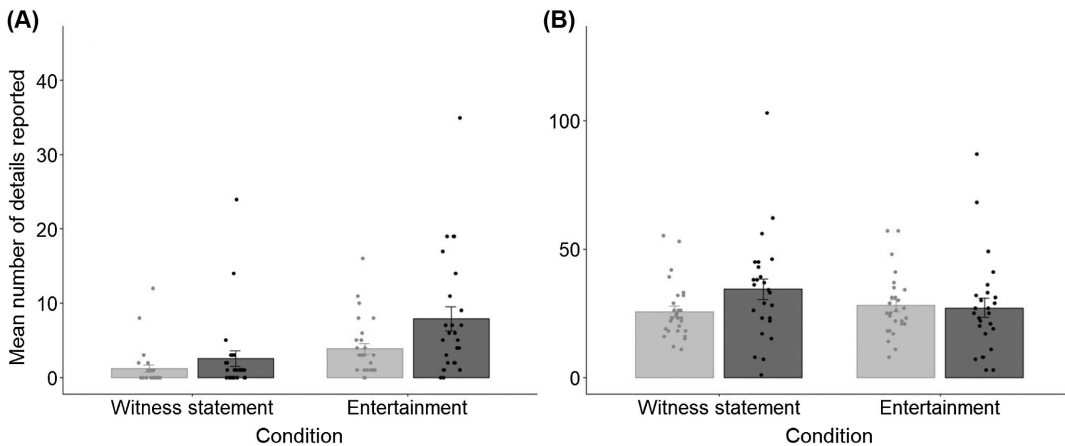 (A)
Mean number of details reported
40
30
20
10
0
Witness statement Entertainment
Condition
(B)
100
50
0
Witness statement Entertainment
Condition